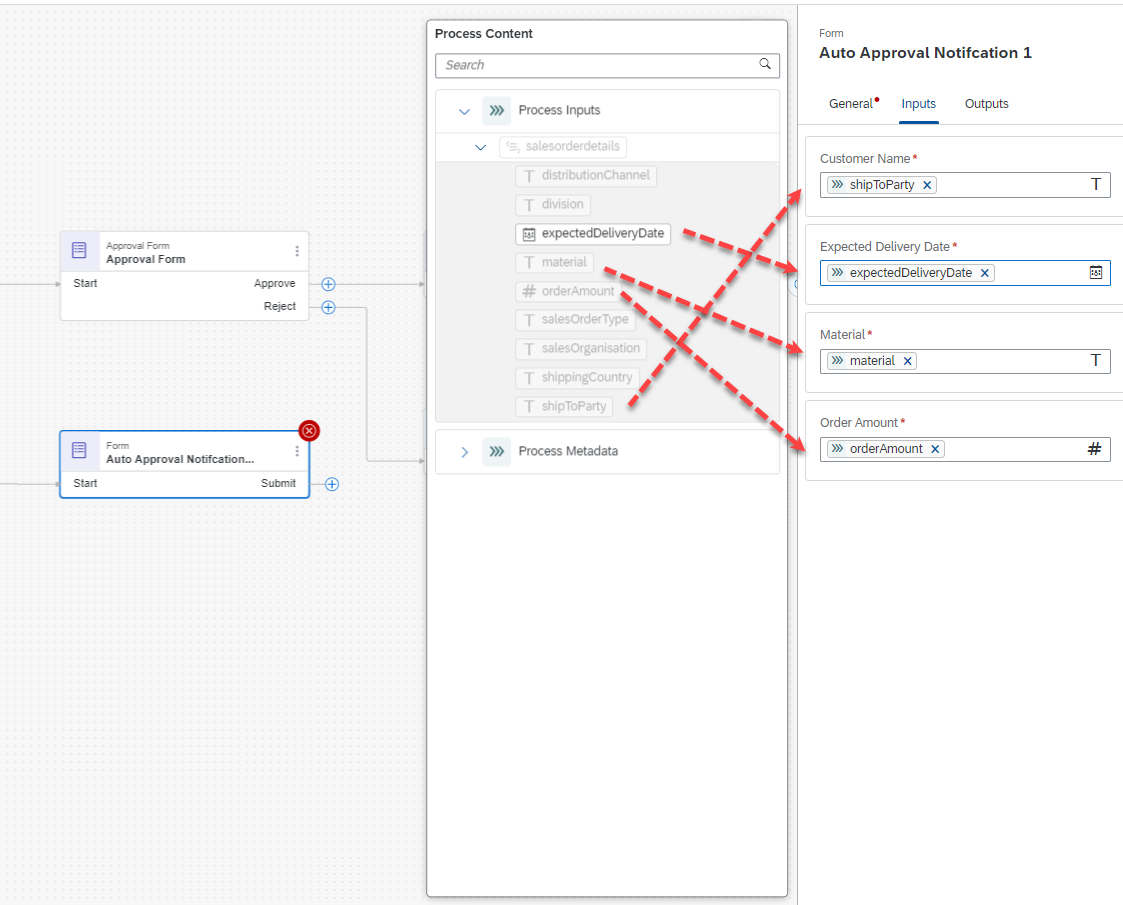 Approval Form
Approval Form
Start
Approve
Reject
Form
Auto Approval Notifcation...
Start
Submit
Process Content
Search
Process Inputs
salesorderdetails
T distributionChannel
T division
expectedDeliveryDate
T material
# orderAmount
T salesOrderType
T salesOrganisation
T shippingCountry
T shipToParty
Process Metadata
Form
Auto Approval Notifcation 1
General Inputs Outputs
Customer Name*
shipToParty T
Expected Delivery Date*
expectedDeliveryDate
Material*
material T
Order Amount*
orderAmount #